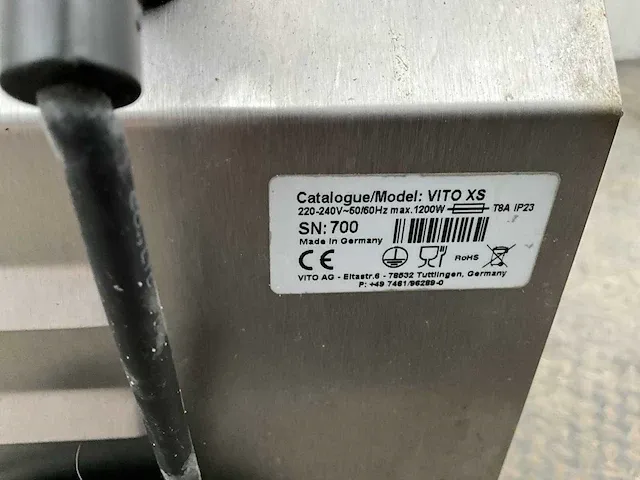 Catalogue/Model: VITO XS
220-240V~50/60Hz max.1200W T8A IP23
SN: 700
Made in Germany
CE RoHS
VITO AG - Eltastr.6 - 78532 Tuttlingen, Germany
P: +49 7461/96289-0